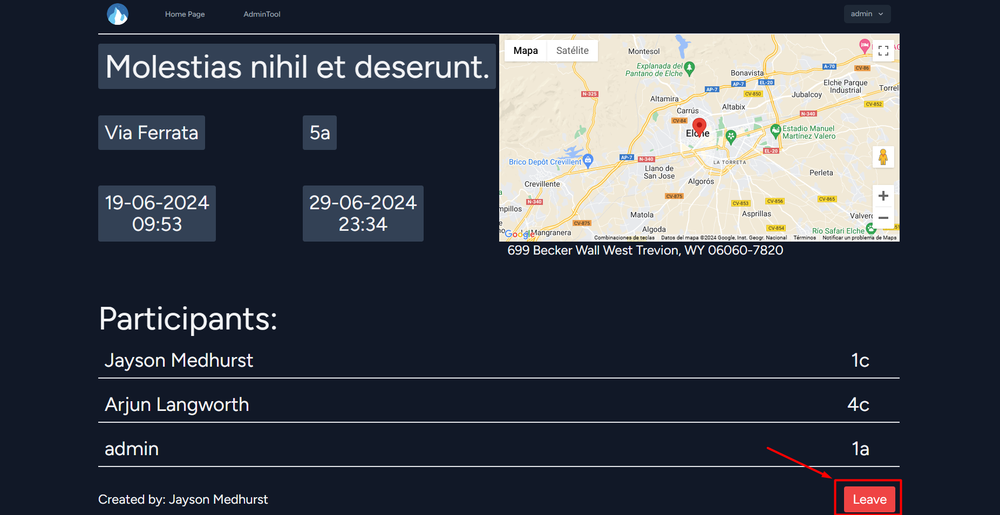 Home Page
AdminTool
admin
Molestias nihil et deserunt.
Via Ferrata
5a
19-06-2024
09:53
29-06-2024
23:34
Mapa
Satélite
Montesol
Explanada del
Pantano de Elche
Bonavista
A-70
CV-86
AP-7
AP-7
EL-20
Elche Parque
Industrial
Torrel
N-325
CV-850
Jubalcoy
Altamira
CV-852
Altabix
Carrús
N-340
CV-84
Elche
Estadio Manuel
Martínez Valero
EL-20
Brico Depôt Crevillent
AP-7
N-340
LA TORRETA
Llano de
San Jose
Perleta
Algorós
Crevillente
CV-875
CV-865
N-340
CV-853
CV-856
mpillos
Matola
Asprillas
Valverd
CV-875
CV-854
Algoda
Río Safari Elche
La Mangranera
Google
Combinaciones de teclas
Datos del mapa ©2024 Google, Inst. Geogr. Nacional
Términos
Notificar un problema de Maps
699 Becker Wall West Trevion, WY 06060-7820
Participants:
Jayson Medhurst 1c
Arjun Langworth 4c
admin 1a
Created by: Jayson Medhurst
Leave